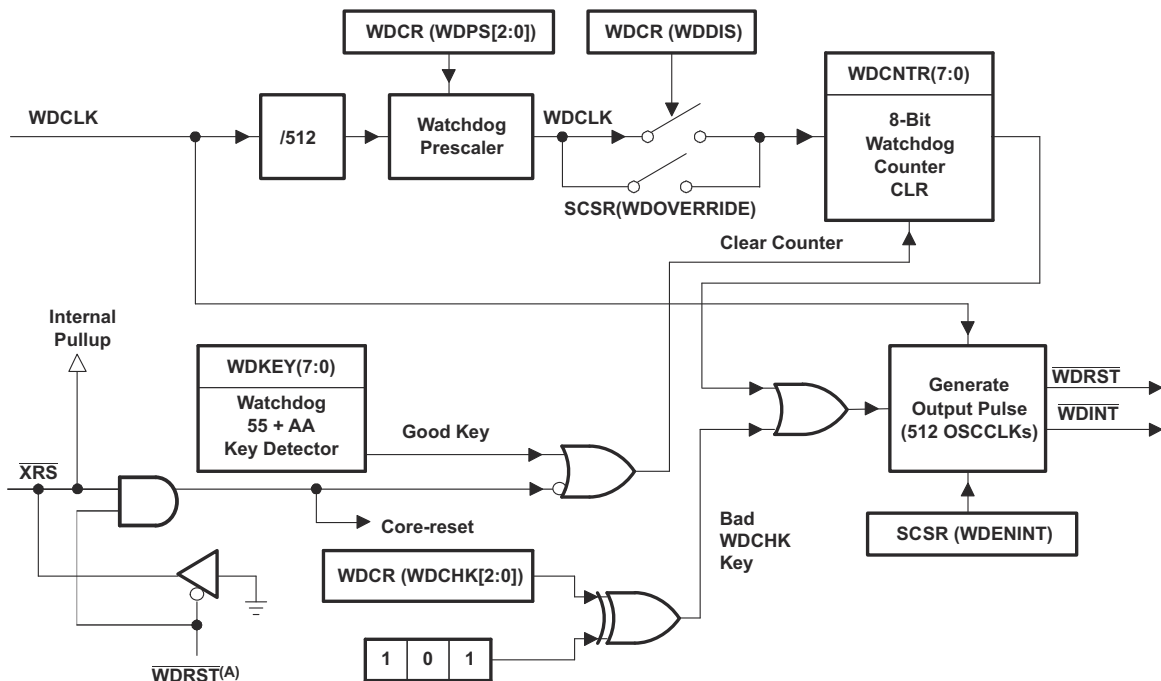 WDCR (WDPS[2:0])
WDCR (WDDIS)
WDCNTR(7:0)
WDCLK
/512
Watchdog
Prescaler
WDCLK
8-Bit
Watchdog
Counter
CLR
SCSR(WDOVERRIDE)
Clear Counter
Internal
Pullup
WDKEY(7:0)
Watchdog
55 + AA
Key Detector
Good Key
Generate
Output Pulse
(512 OSCCLKs)
WDRST
WDINT
XRS
Core-reset
Bad
WDCHK
Key
SCSR (WDENINT)
WDCR (WDCHK[2:0])
1 0 1
WDRST(A)